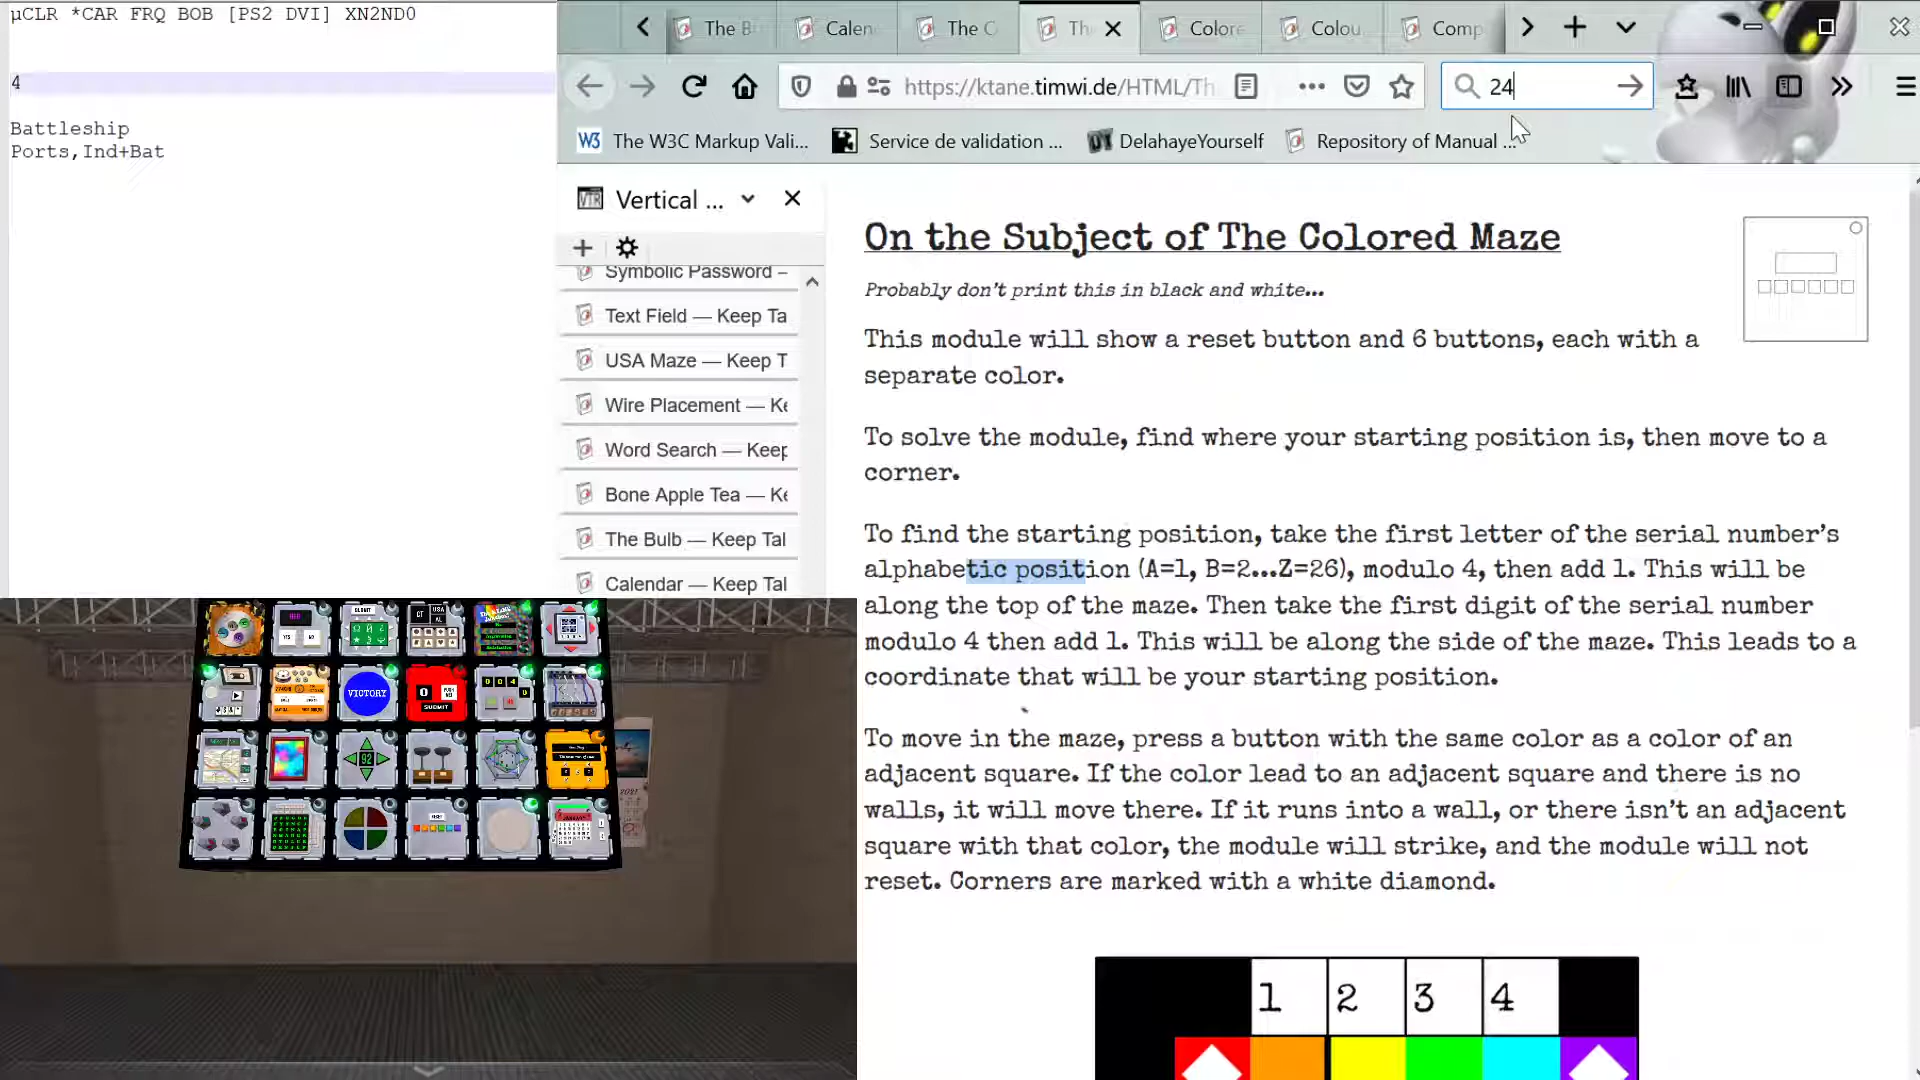 µCLR *CAR FRQ BOB [PS2 DVI] XN2ND0
4
Battleship
Ports,Ind+Bat
The B
Calen
The C
Th
Colore
Colou
Comp
https://ktane.timwi.de/HTML/Th
24
The W3C Markup Vali...
Service de validation ...
DelahayeYourself
Repository of Manual ...
Vertical ...
Symbolic Password –
Text Field — Keep Ta
USA Maze — Keep T
Wire Placement — Ke
Word Search — Keep
Bone Apple Tea — Ke
The Bulb — Keep Tal
Calendar — Keep Tal
On the Subject of The Colored Maze
Probably don't print this in black and white...
This module will show a reset button and 6 buttons, each with a
separate color.
To solve the module, find where your starting position is, then move to a
corner.
To find the starting position, take the first letter of the serial number's
alphabetic position (A=1, B=2...Z=26), modulo 4, then add 1. This will be
along the top of the maze. Then take the first digit of the serial number
modulo 4 then add 1. This will be along the side of the maze. This leads to a
coordinate that will be your starting position.
To move in the maze, press a button with the same color as a color of an
adjacent square. If the color lead to an adjacent square and there is no
walls, it will move there. If it runs into a wall, or there isn't an adjacent
square with that color, the module will strike, and the module will not
reset. Corners are marked with a white diamond.
1 2 3 4
VICTORY
0
SUBMIT
92
YES NO